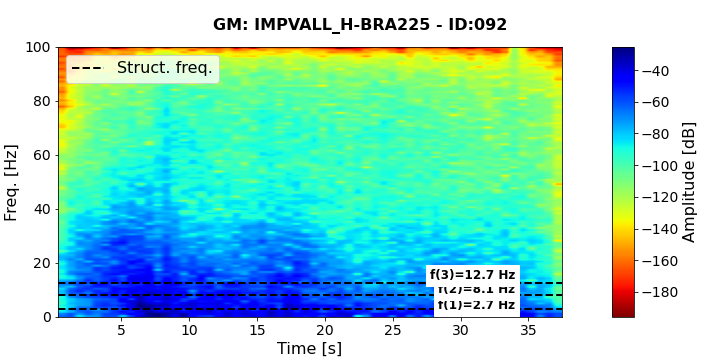 GM: IMPVALL_H-BRA225 - ID:092
100
80
60
40
20
0
Freq. [Hz]
Struct. freq.
f(3)=12.7 Hz
f(2)=8.1 Hz
f(1)=2.7 Hz
5
10
15
20
25
30
35
Time [s]
−40
−60
−80
−100
−120
−140
−160
−180
Amplitude [dB]